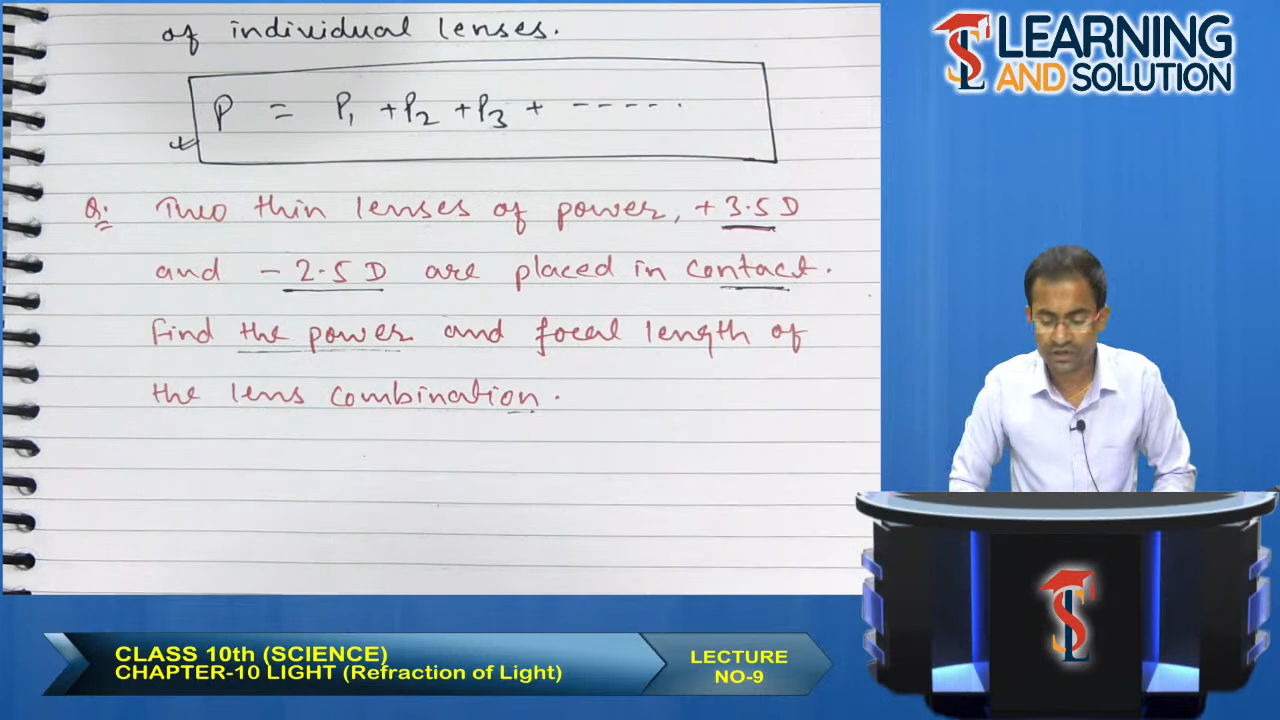 of individual lenses.
P = P₁ + P₂ + P₃ + -----.
Q. Two thin lenses of power, + 3.5 D
and - 2.5 D are placed in contact.
Find the power and focal length of
the lens combination.
SL LEARNING
AND SOLUTION
SL
CLASS 10th (SCIENCE)
CHAPTER-10 LIGHT (Refraction of Light)
LECTURE
NO-9